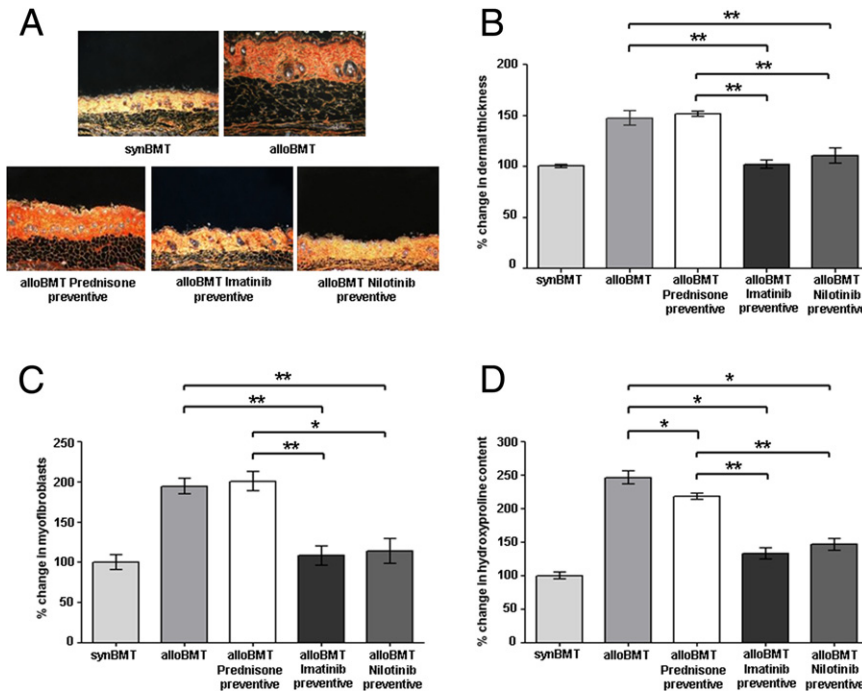 A
synBMT
alloBMT
alloBMT Prednisone
preventive
alloBMT Imatinib
preventive
alloBMT Nilotinib
preventive
B
% change in dermal thickness
200
150
100
50
0
**
**
**
**
synBMT
alloBMT
alloBMT
Prednisone
preventive
alloBMT
Imatinib
preventive
alloBMT
Nilotinib
preventive
C
% change in myofibroblasts
250
200
150
100
50
0
**
**
*
**
synBMT
alloBMT
alloBMT
Prednisone
preventive
alloBMT
Imatinib
preventive
alloBMT
Nilotinib
preventive
D
% change in hydroxyproline content
300
250
200
150
100
50
0
*
*
*
**
**
synBMT
alloBMT
alloBMT
Prednisone
preventive
alloBMT
Imatinib
preventive
alloBMT
Nilotinib
preventive